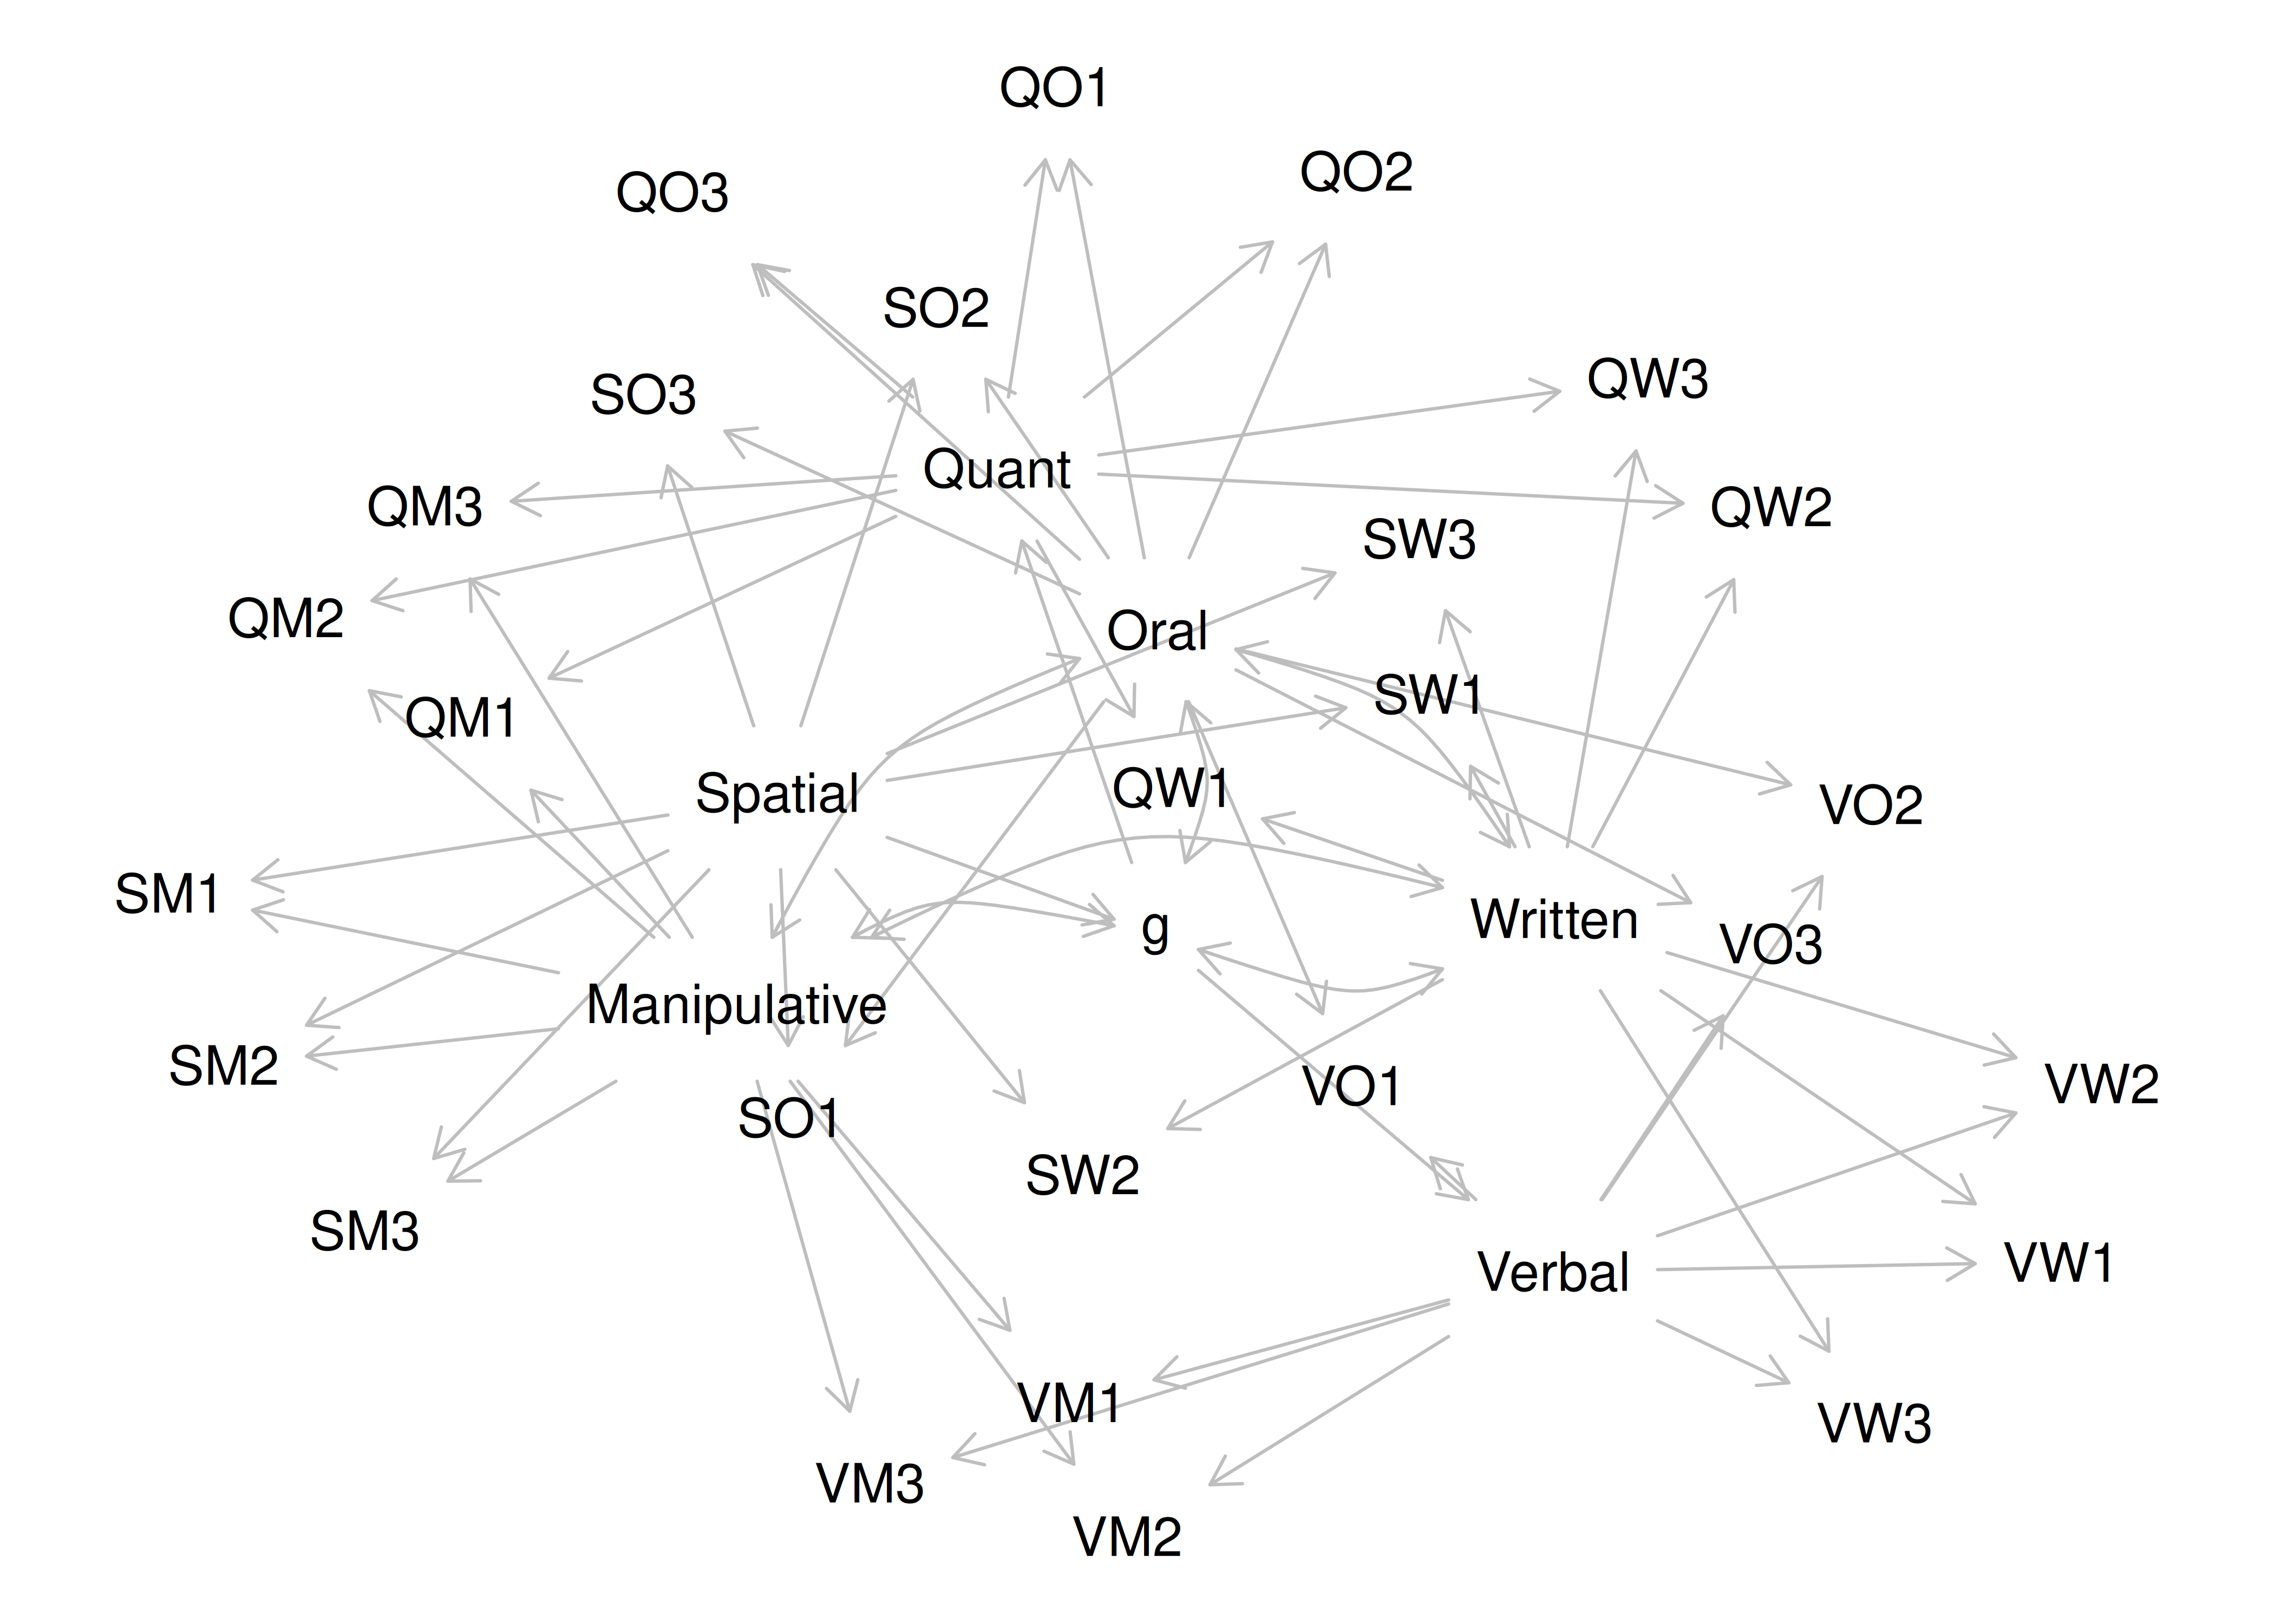 QO1
QO2
QO3
SO2
QW3
SO3
Quant
QM3
QW2
SW3
QM2
Oral
SW1
QM1
QW1
Spatial
VO2
SM1
Written
g
VO3
Manipulative
SM2
VO1
VW2
SO1
SW2
SM3
Verbal
VW1
VM1
VW3
VM3
VM2